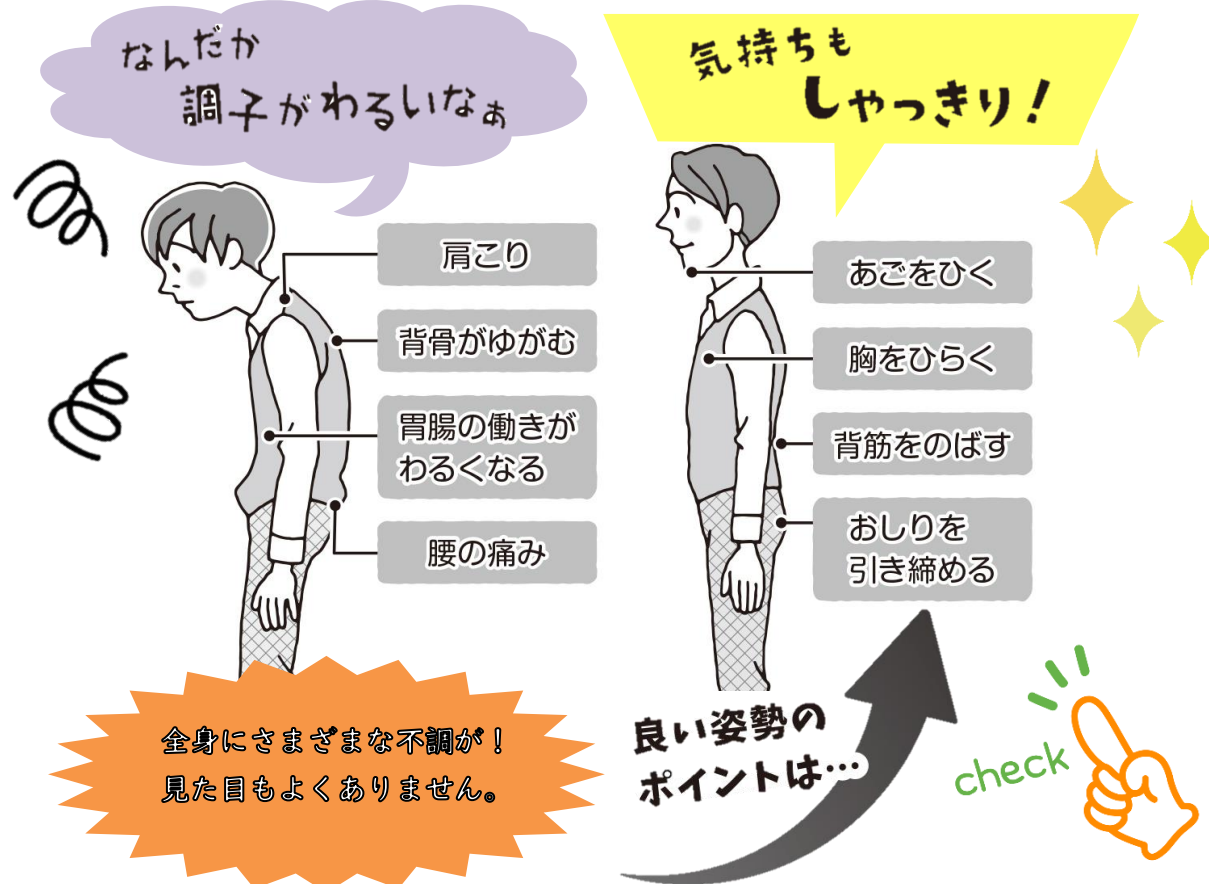 なんだか
調子がわるいなぁ
肩こり
背骨がゆがむ
胃腸の働きが
わるくなる
腰の痛み
全身にさまざまな不調が！
見た目もよくありません。
気持ちも
しゃっきり！
あごをひく
胸をひらく
背筋をのばす
おしりを
引き締める
良い姿勢の
ポイントは…
check